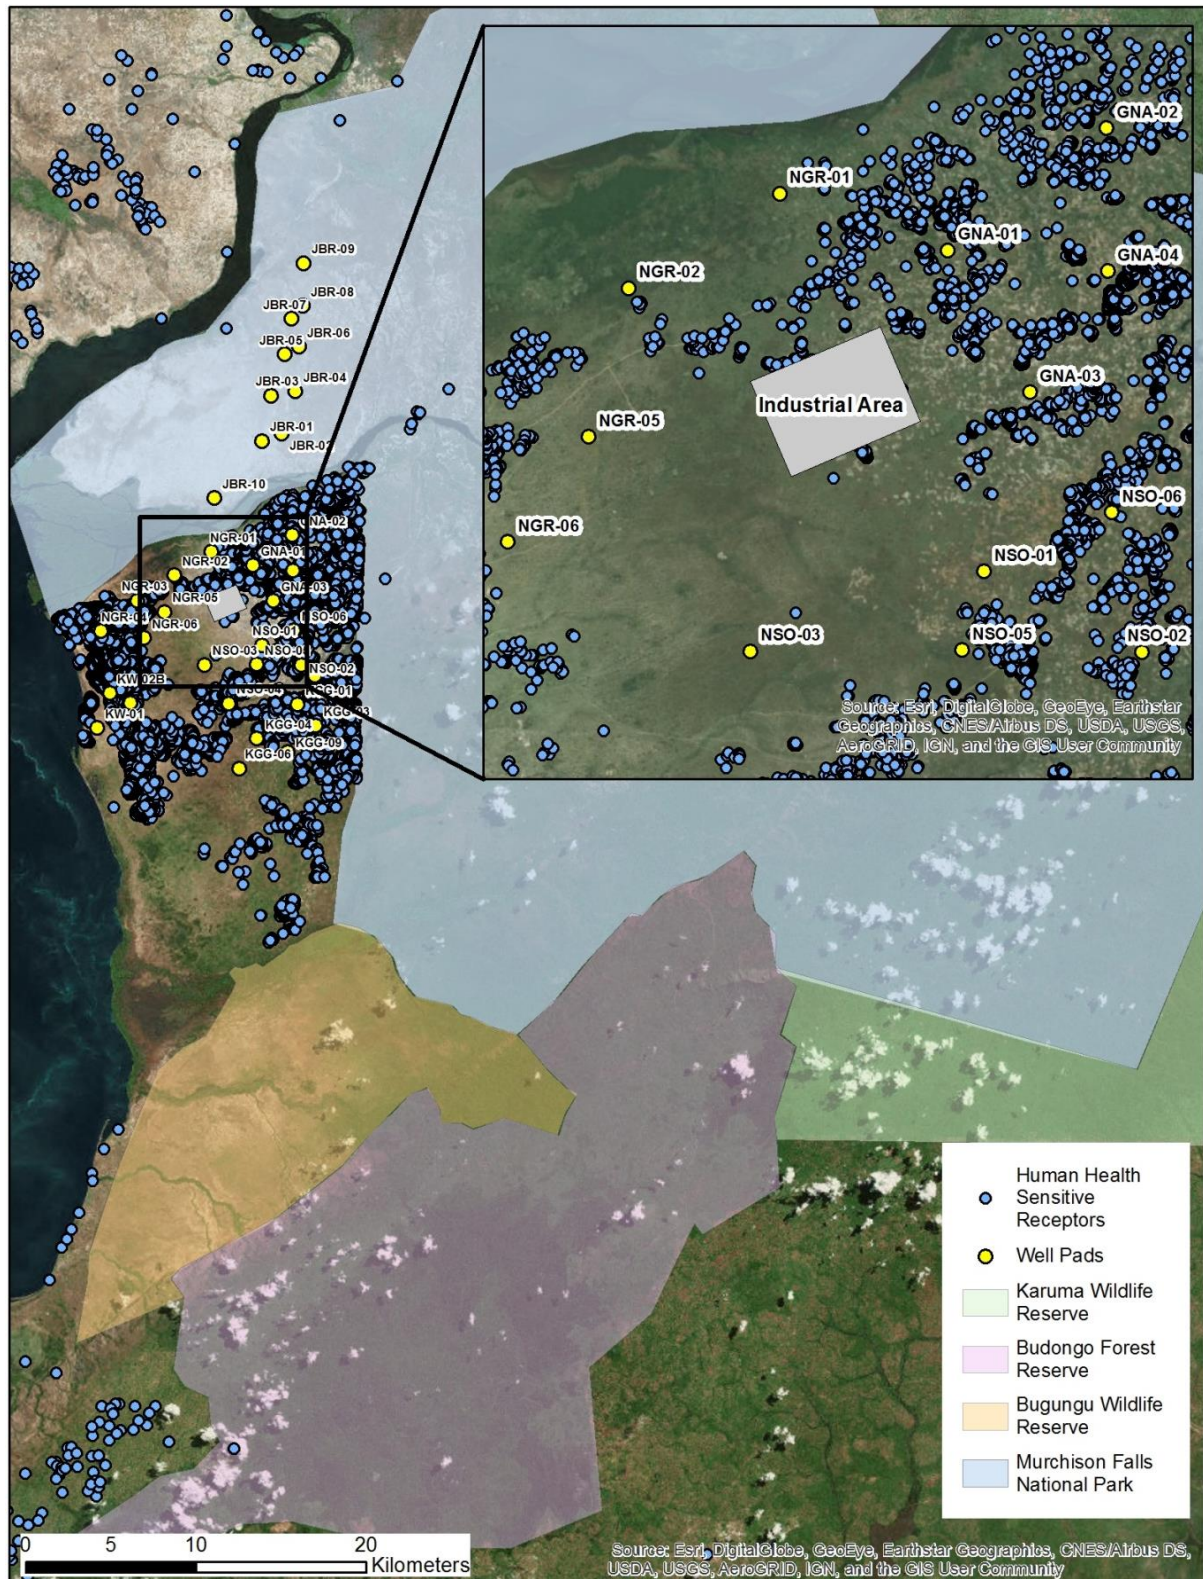 GNA-02
NGR-01
GNA-01
GNA-04
NGR-02
GNA-03
Industrial Area
NGR-05
NSO-06
NGR-06
NSO-01
NSO-03
NSO-05
NSO-02
Source: Esri, DigitalGlobe, GeoEye, Earthstar
Geographics, CNES/Airbus DS, USDA, USGS,
AeroGRID, IGN, and the GIS User Community
JBR-09
JBR-08
JBR-07
JBR-06
JBR-05
JBR-04
JBR-03
JBR-01
JBR-02
JBR-10
GNA-02
NGR-01
GNA-01
NGR-02
GNA-03
NGR-03
NGR-05
NSO-06
NGR-04
NGR-06
NSO-01
NSO-03
NSO-02
KW-02B
NSO-04
KW-01
KGG-04
KGG-09
KGG-06
Human Health
Sensitive
Receptors
Well Pads
Karuma Wildlife
Reserve
Budongo Forest
Reserve
Bugungu Wildlife
Reserve
Murchison Falls
National Park
0 5 10 20
Kilometers
Source: Esri, DigitalGlobe, GeoEye, Earthstar Geographics, CNES/Airbus DS,
USDA, USGS, AeroGRID, IGN, and the GIS User Community